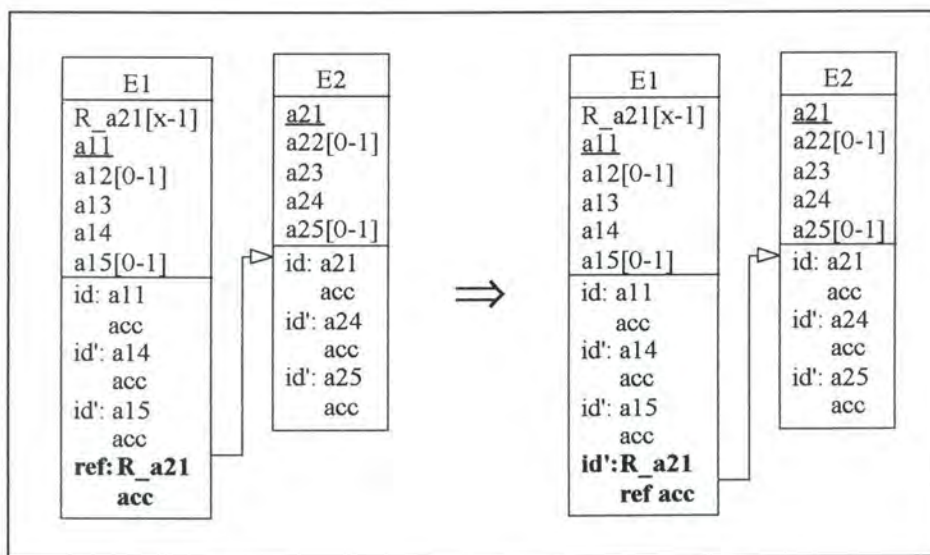 E1
R_a21[x-1]
a11
a12[0-1]
a13
a14
a15[0-1]
id: a11
acc
id': a14
acc
id': a15
acc
ref: R_a21
acc
E2
a21
a22[0-1]
a23
a24
a25[0-1]
id: a21
acc
id': a24
acc
id': a25
acc
⇒
E1
R_a21[x-1]
a11
a12[0-1]
a13
a14
a15[0-1]
id: a11
acc
id': a14
acc
id': a15
acc
id':R_a21
ref acc
E2
a21
a22[0-1]
a23
a24
a25[0-1]
id: a21
acc
id': a24
acc
id': a25
acc